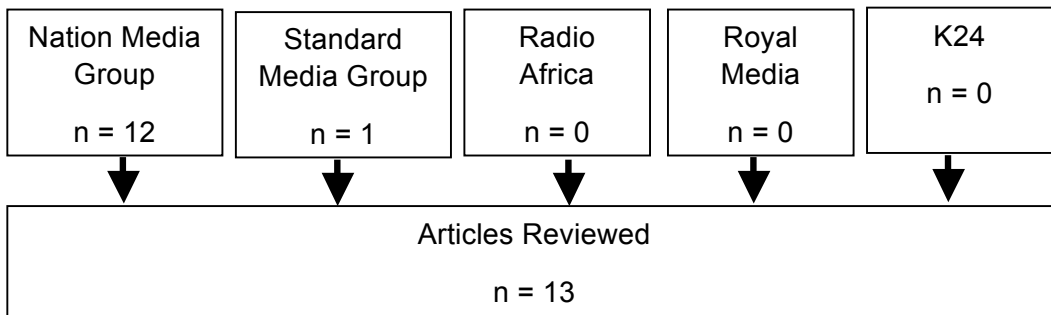 Nation Media
Group
n = 12
Standard
Media Group
n = 1
Radio
Africa
n = 0
Royal
Media
n = 0
K24
n = 0
Articles Reviewed
n = 13